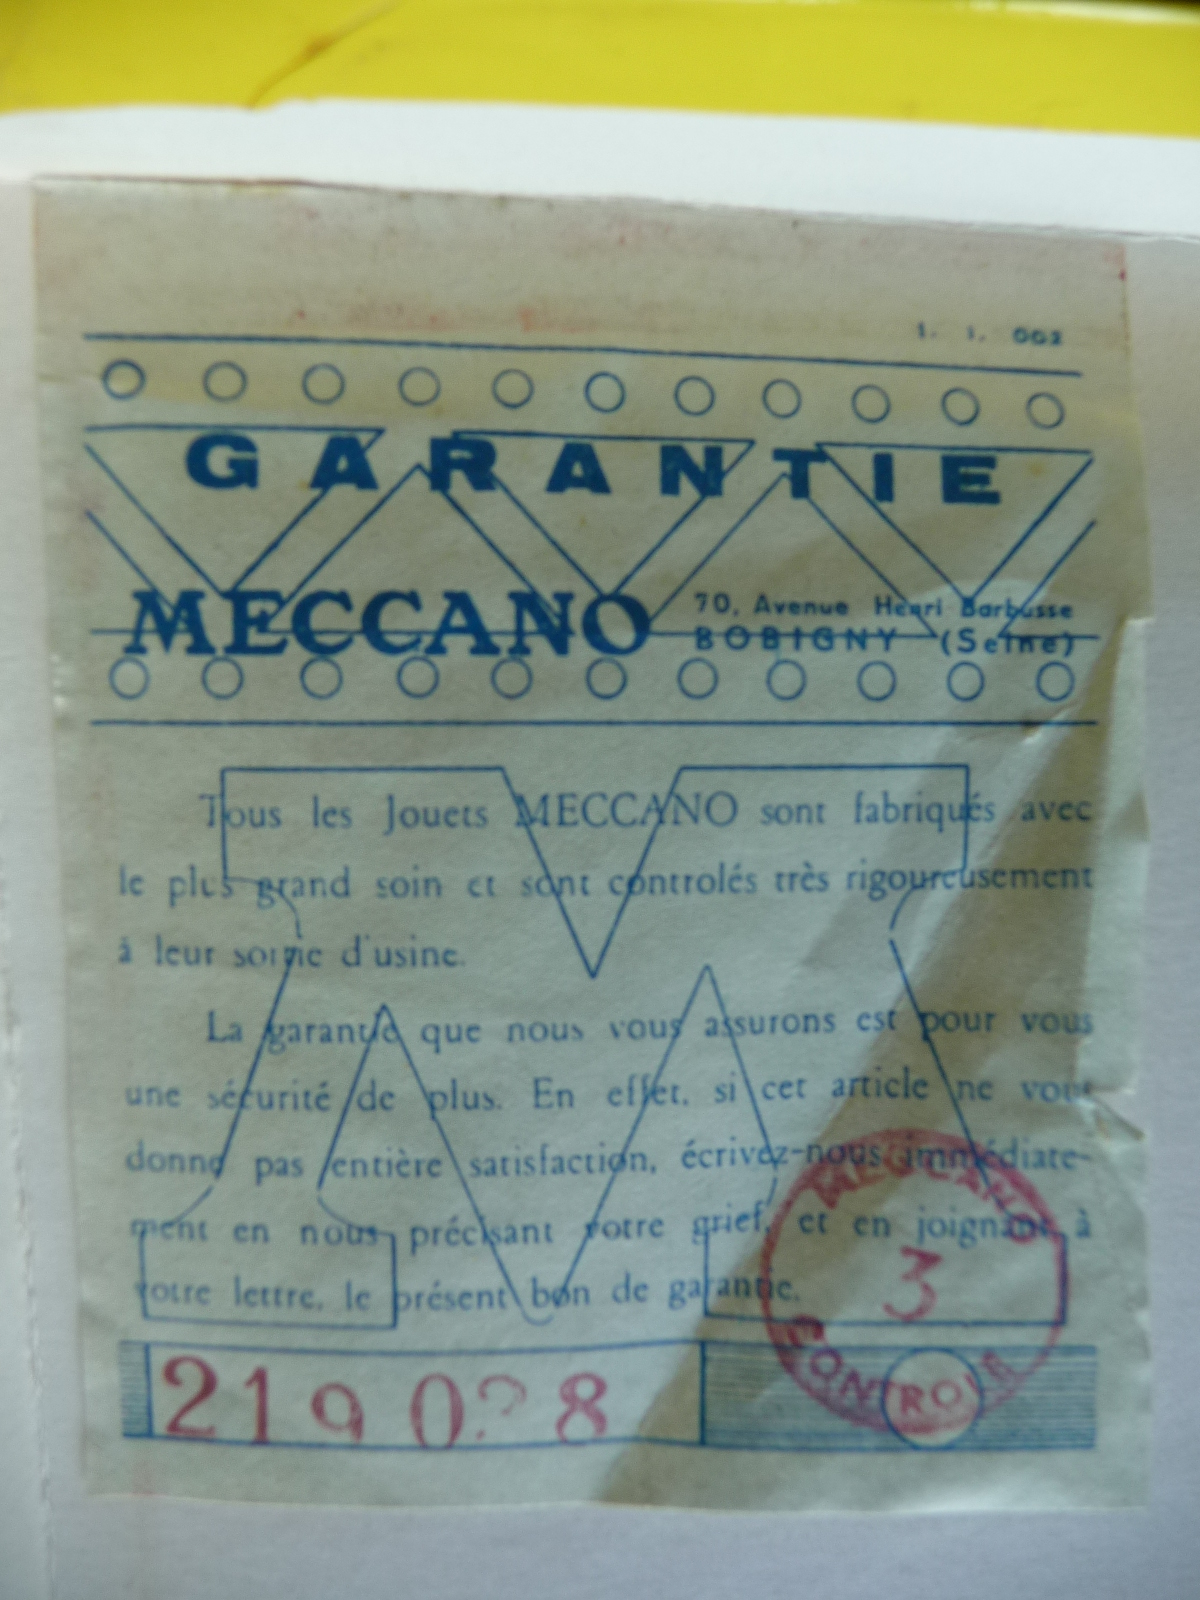 1. 1. 002
GARANTIE
MECCANO
70, Avenue Henri Barbusse
BOBIGNY (Seine)
Tous les Jouets MECCANO sont fabriqués avec
le plus grand soin et sont controlés très rigoureusement
à leur sortie d'usine.
La garantie que nous vous assurons est pour vous
une sécurité de plus. En effet, si cet article ne vous
donne pas entière satisfaction, écrivez-nous immédiate-
ment en nous précisant votre grief, et en joignant à
votre lettre, le présent bon de garantie.
MECCANO
3
CONTROLE